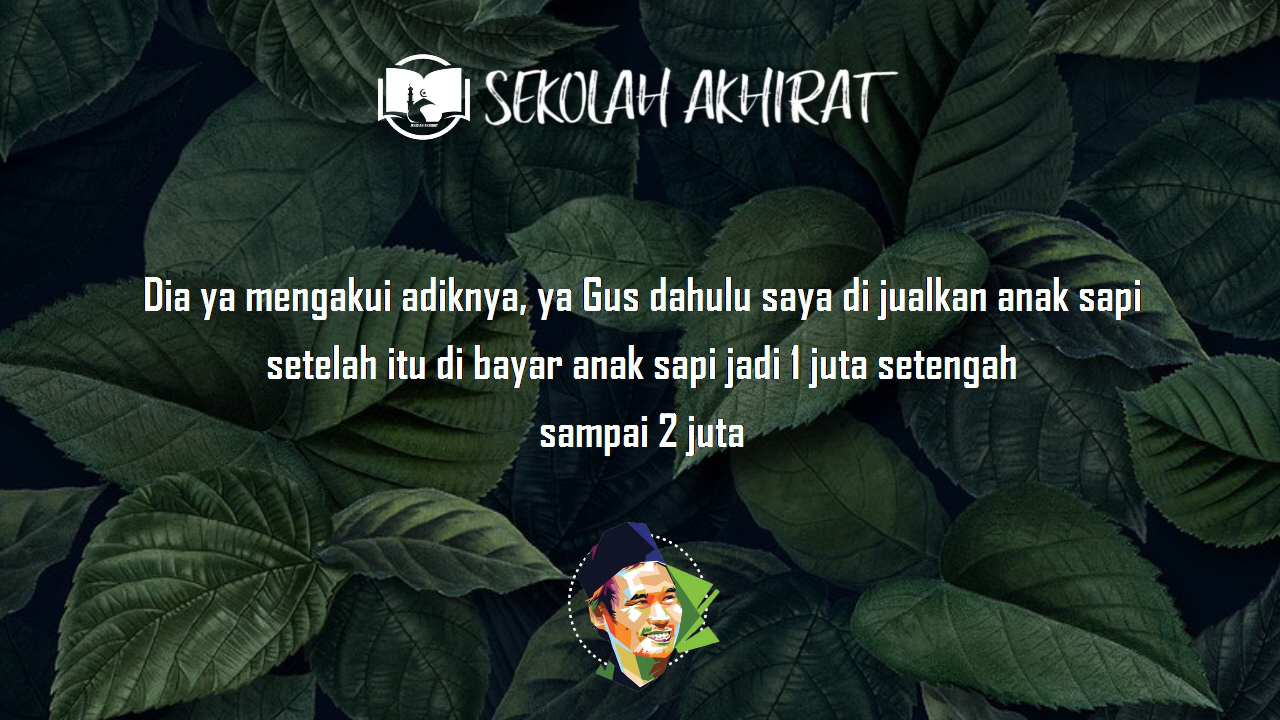 SEKOLAH AKHIRAT
Dia ya mengakui adiknya, ya Gus dahulu saya di jualkan anak sapi
setelah itu di bayar anak sapi jadi 1 juta setengah
sampai 2 juta